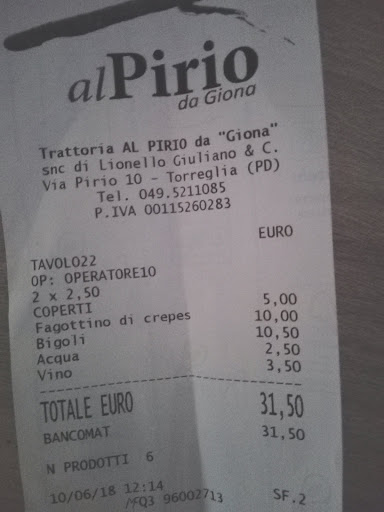 alPirio
da Giona
Trattoria AL PIRIO da "Giona"
snc di Lionello Giuliano & C.
Via Pirio 10 - Torreglia (PD)
Tel. 049.5211085
P.IVA 00115260283
EURO
TAVOLO22
OP: OPERATORE10
2 x 2,50
COPERTI 5,00
Fagottino di crepes 10,00
Bigoli 10,50
Acqua 2,50
Vino 3,50
TOTALE EURO 31,50
BANCOMAT 31,50
N PRODOTTI 6
10/06/18 12:14 SF.2
/FQ3 96002713